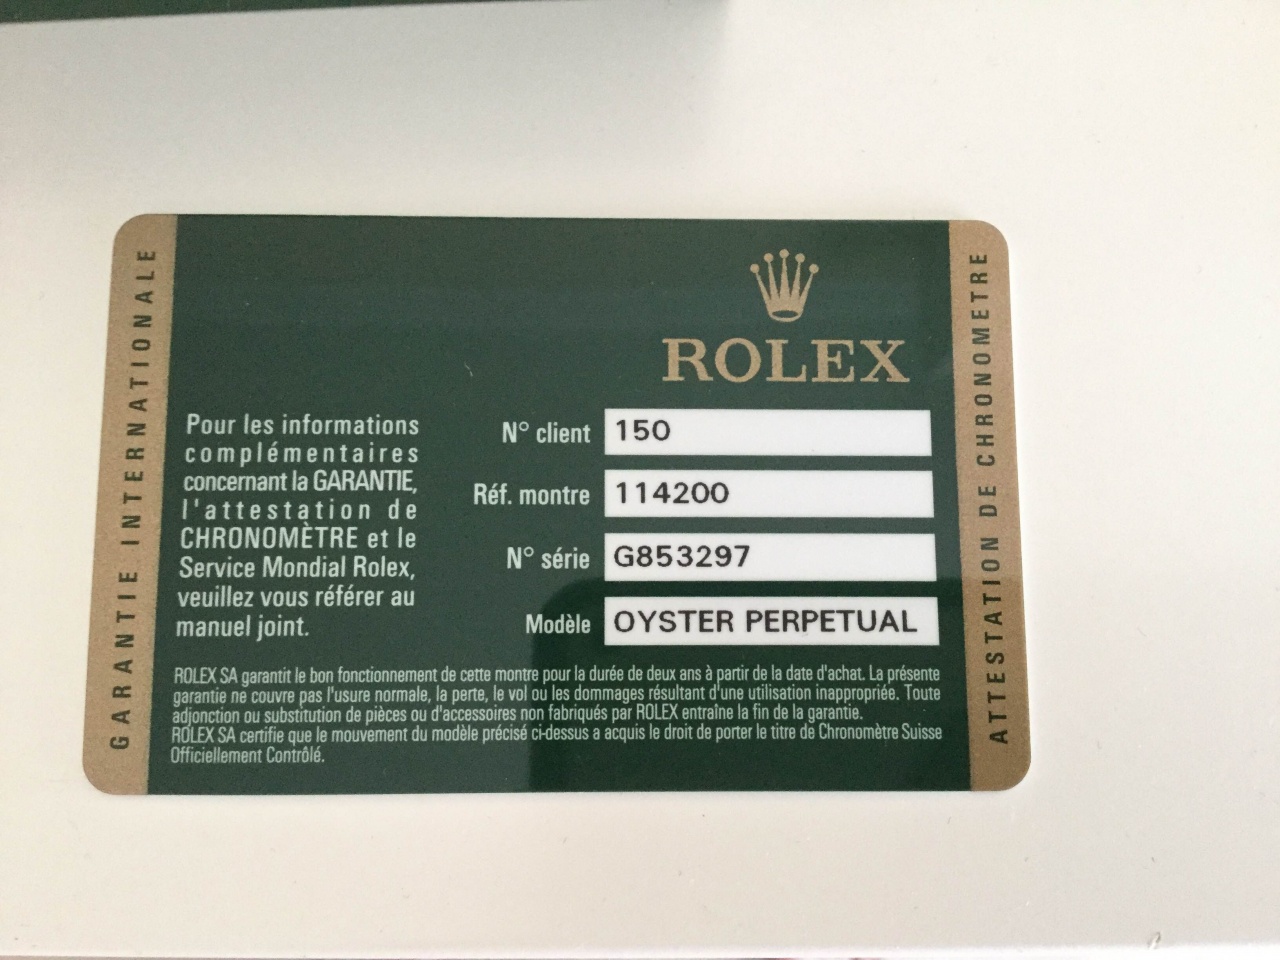 GARANTIE INTERNATIONALE
ROLEX
Pour les informations
complémentaires
concernant la GARANTIE,
l'attestation de
CHRONOMÈTRE et le
Service Mondial Rolex,
veuillez vous référer au
manuel joint.
N° client 150
Réf. montre 114200
N° série G853297
Modèle OYSTER PERPETUAL
ROLEX SA garantit le bon fonctionnement de cette montre pour la durée de deux ans à partir de la date d'achat. La présente
garantie ne couvre pas l'usure normale, la perte, le vol ou les dommages résultant d'une utilisation inappropriée. Toute
adjonction ou substitution de pièces ou d'accessoires non fabriqués par ROLEX entraîne la fin de la garantie.
ROLEX SA certifie que le mouvement du modèle précisé ci-dessus a acquis le droit de porter le titre de Chronomètre Suisse
Officiellement Contrôlé.
ATTESTATION DE CHRONOMETRE